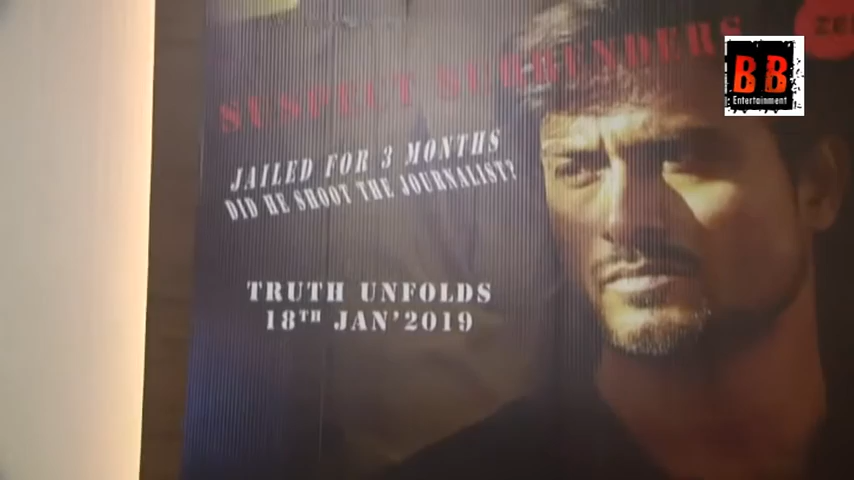 SUSPECT SURRENDERS
JAILED FOR 3 MONTHS
DID HE SHOOT THE JOURNALIST?
TRUTH UNFOLDS
18TH JAN'2019
BB
Entertainment